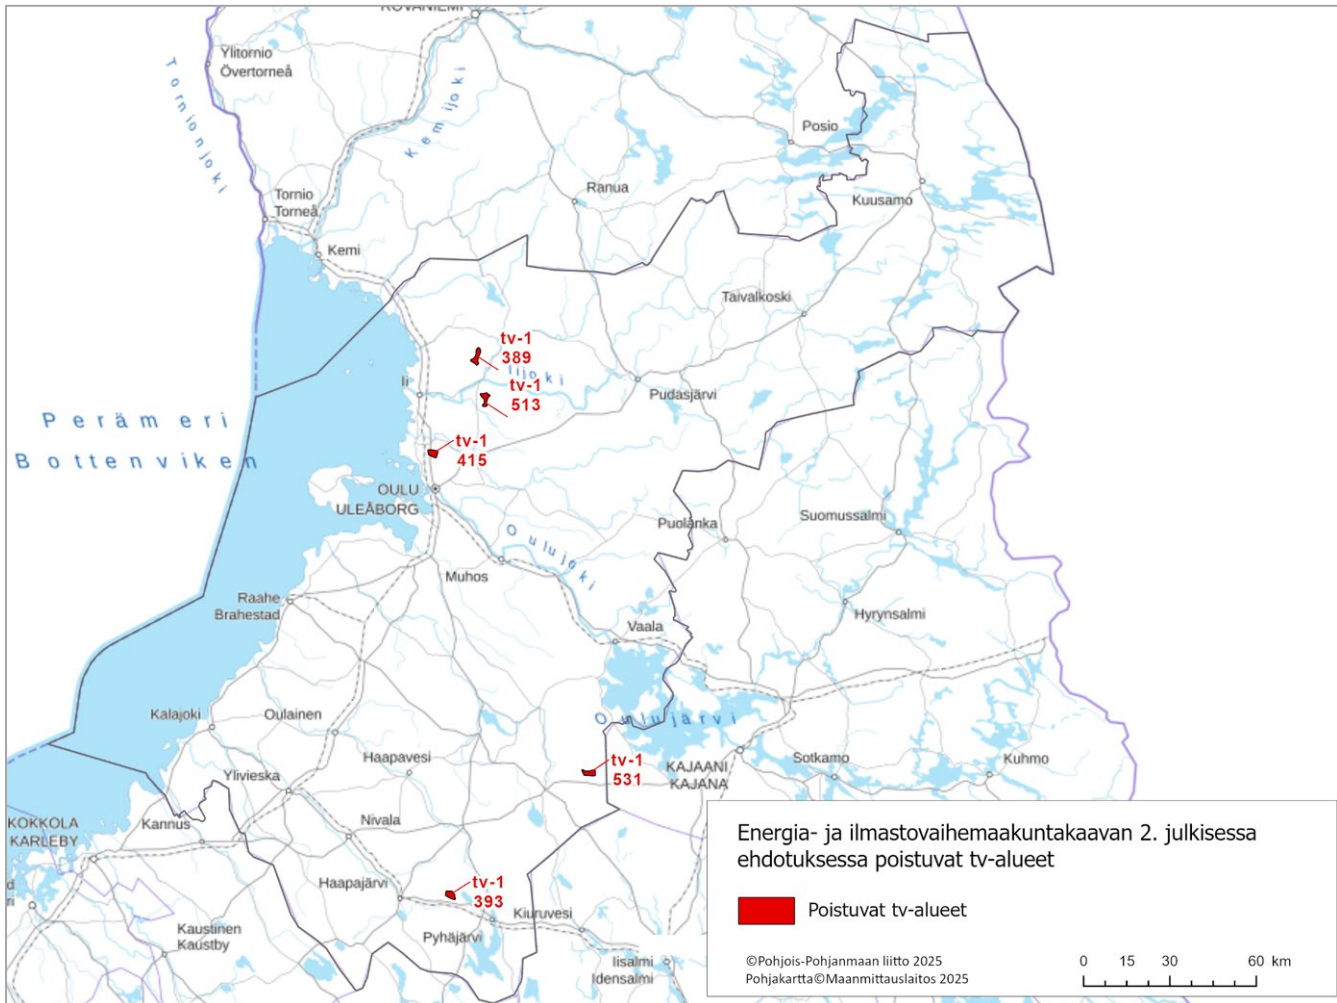 ROVANIEMI
Ylitornio
Övertorneå
Tornionjoki
Kemijoki
Posio
Ranua
Kuusamo
Tornio
Torneå
Kemi
Taivalkoski
tv-1
389
Iijoki
tv-1
513
Ii
Pudasjärvi
Perämeri
Bottenviken
tv-1
415
OULU
ULEÅBORG
Puolanka
Suomussalmi
Oulujoki
Muhos
Raahe
Brahestad
Hyrynsalmi
Vaala
Kalajoki
Oulainen
Oulujärvi
Haapavesi
tv-1
531
KAJAANI
KAJANA
Sotkamo
Kuhmo
Ylivieska
KOKKOLA
KARLEBY
Kannus
Nivala
Haapajärvi
tv-1
393
Kiuruvesi
Pyhäjärvi
Kaustinen
Kaustby
Iisalmi
Idensalmi
Energia- ja ilmastovaihemaakuntakaavan 2. julkisessa
ehdotuksessa poistuvat tv-alueet
Poistuvat tv-alueet
©Pohjois-Pohjanmaan liitto 2025
Pohjakartta©Maanmittauslaitos 2025
0 15 30 60 km